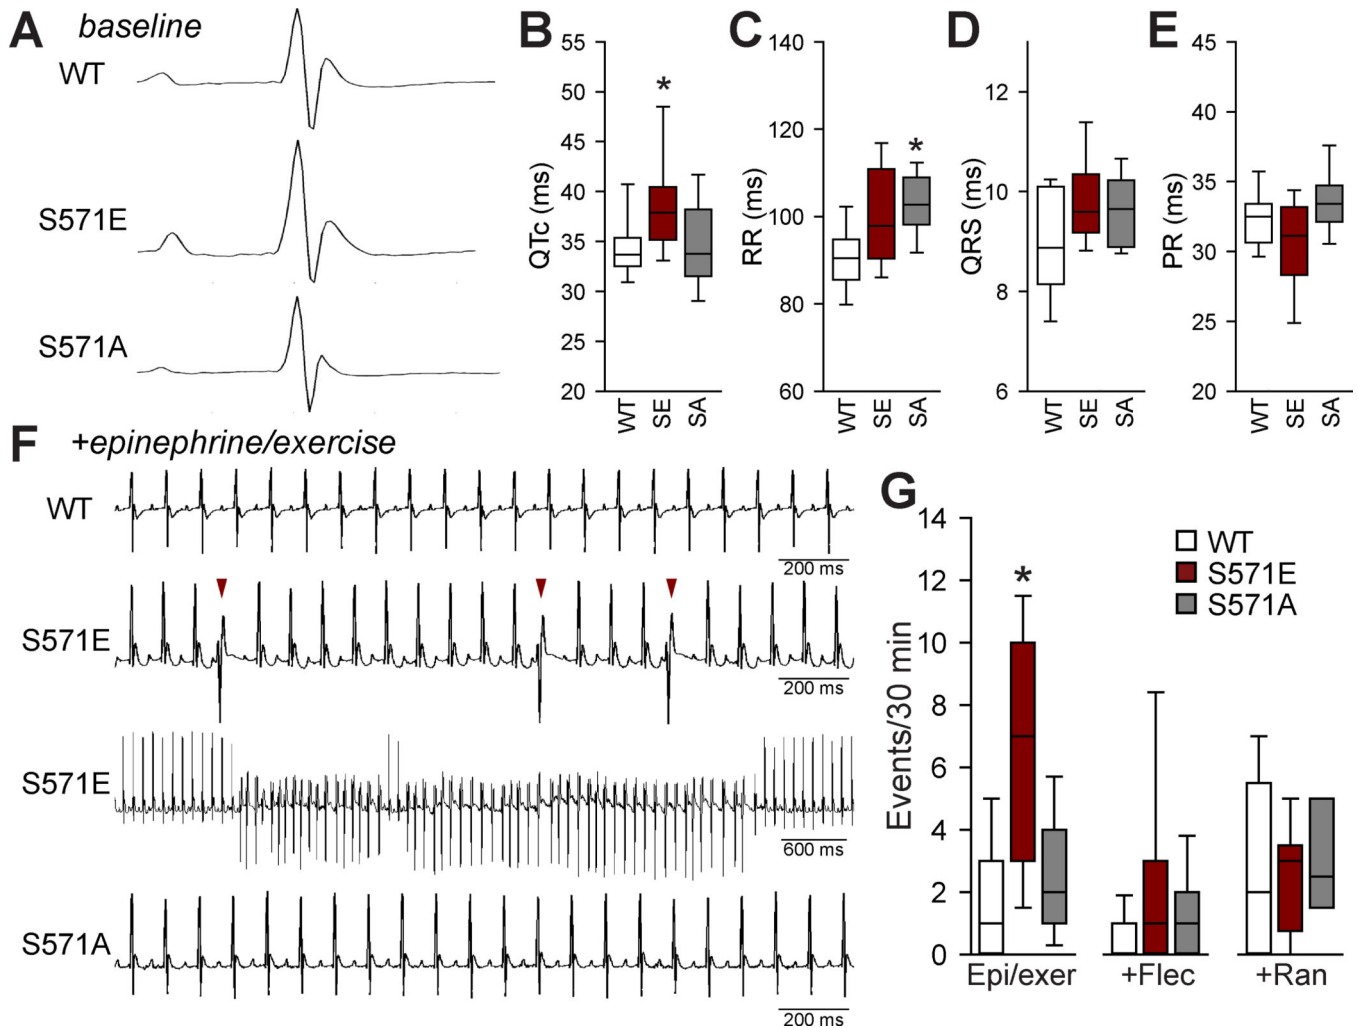 A baseline
WT
S571E
S571A
B
QTc (ms)
55
50
45
40
35
30
25
20
*
WT SE SA
C
RR (ms)
140
120
100
80
60
*
WT SE SA
D
QRS (ms)
12
10
8
6
WT SE SA
E
PR (ms)
45
40
35
30
25
20
WT SE SA
F +epinephrine/exercise
WT
200 ms
S571E
200 ms
S571E
600 ms
S571A
200 ms
G
Events/30 min
14
12
10
8
6
4
2
0
*
WT
S571E
S571A
Epi/exer +Flec +Ran